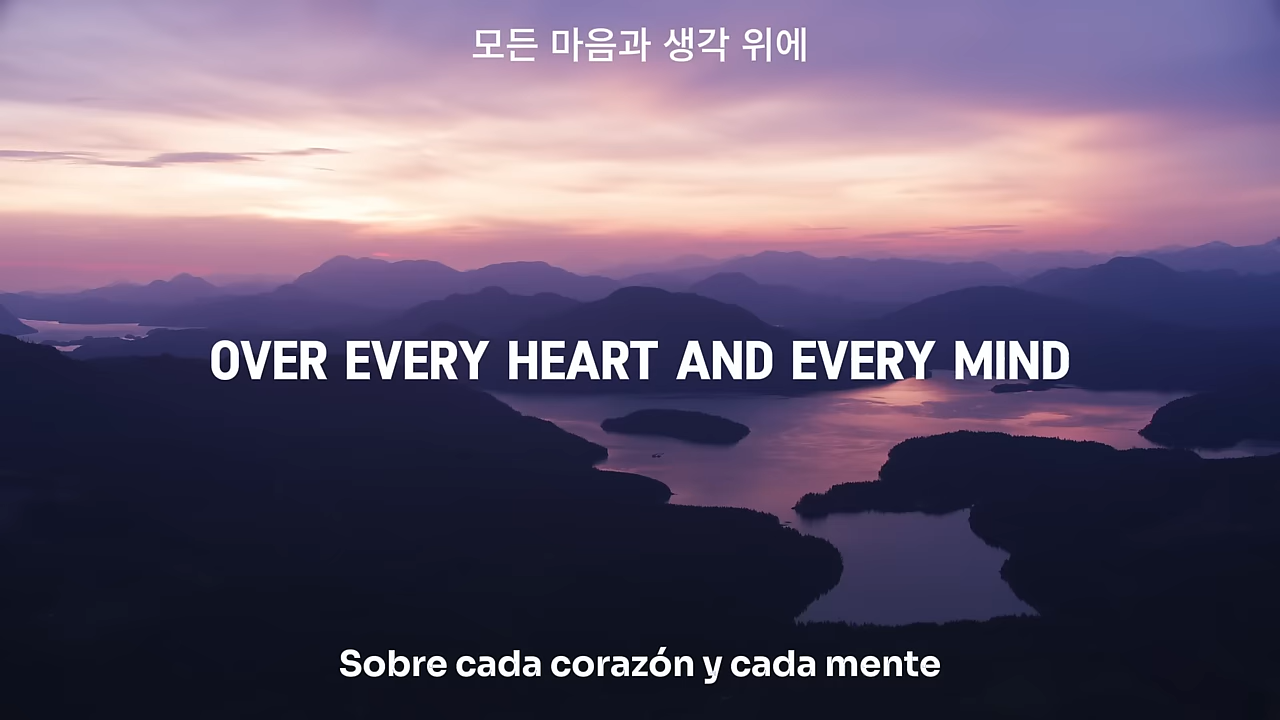 모든 마음과 생각 위에
OVER EVERY HEART AND EVERY MIND
Sobre cada corazón y cada mente